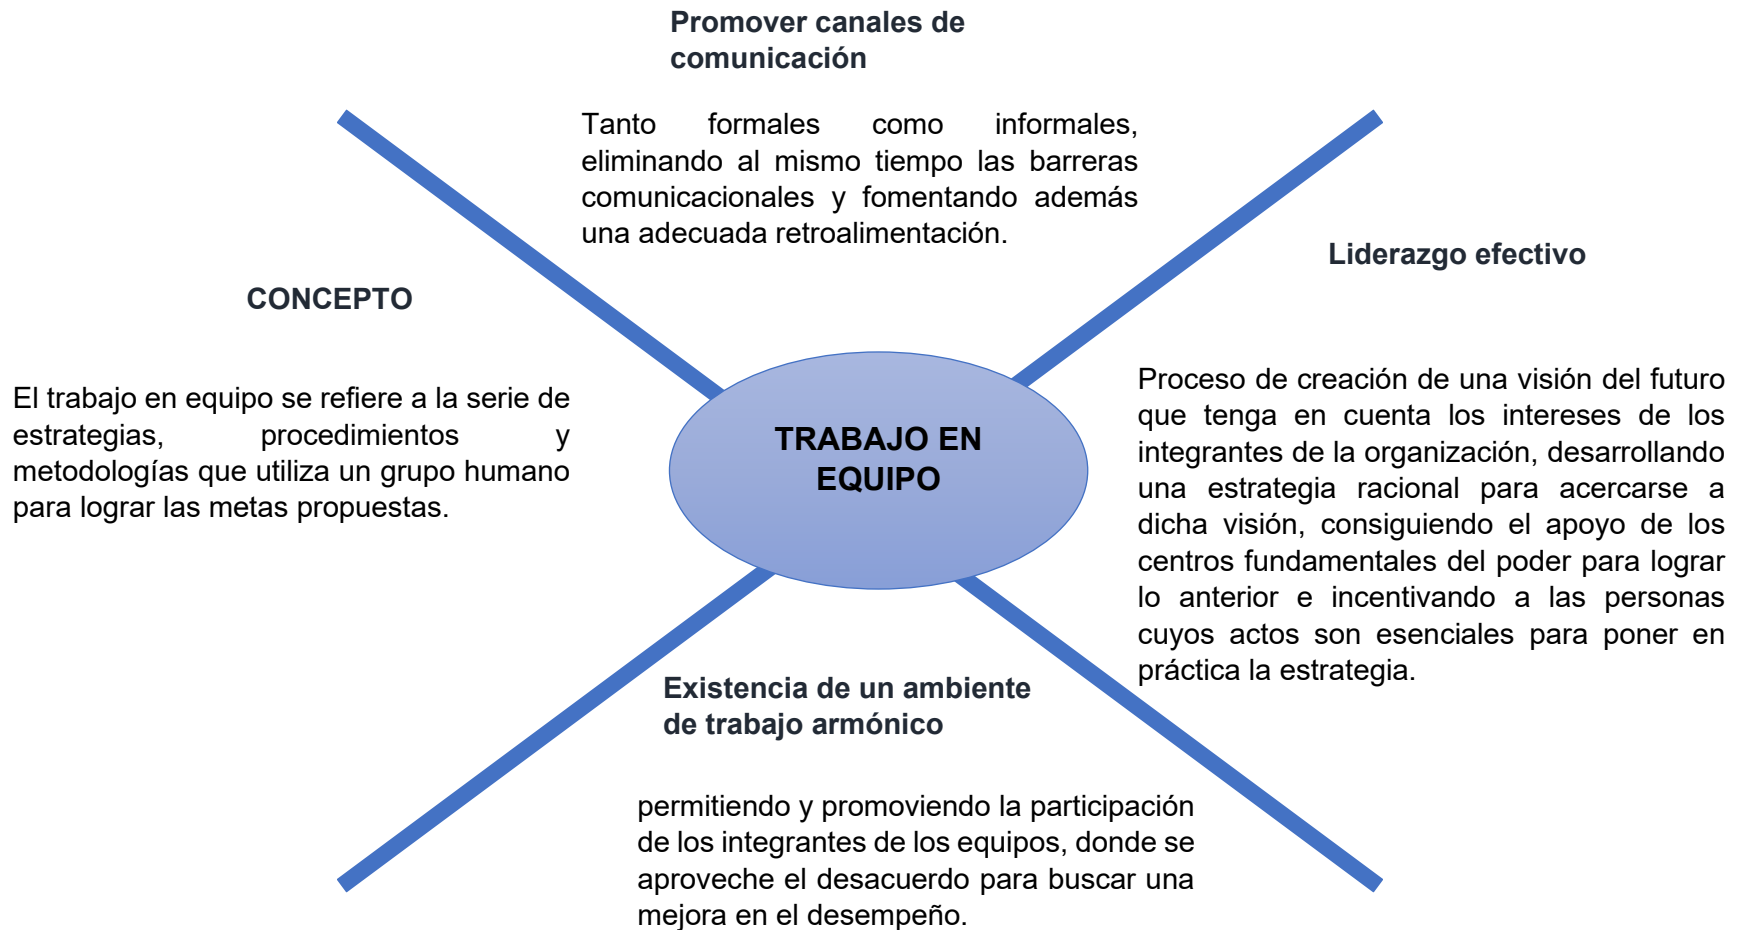 Promover canales de
comunicación
Tanto formales como informales,
eliminando al mismo tiempo las barreras
comunicacionales y fomentando además
una adecuada retroalimentación.
CONCEPTO
El trabajo en equipo se refiere a la serie de
estrategias, procedimientos y
metodologías que utiliza un grupo humano
para lograr las metas propuestas.
TRABAJO EN
EQUIPO
Liderazgo efectivo
Proceso de creación de una visión del futuro
que tenga en cuenta los intereses de los
integrantes de la organización, desarrollando
una estrategia racional para acercarse a
dicha visión, consiguiendo el apoyo de los
centros fundamentales del poder para lograr
lo anterior e incentivando a las personas
cuyos actos son esenciales para poner en
práctica la estrategia.
Existencia de un ambiente
de trabajo armónico
permitiendo y promoviendo la participación
de los integrantes de los equipos, donde se
aproveche el desacuerdo para buscar una
mejora en el desempeño.